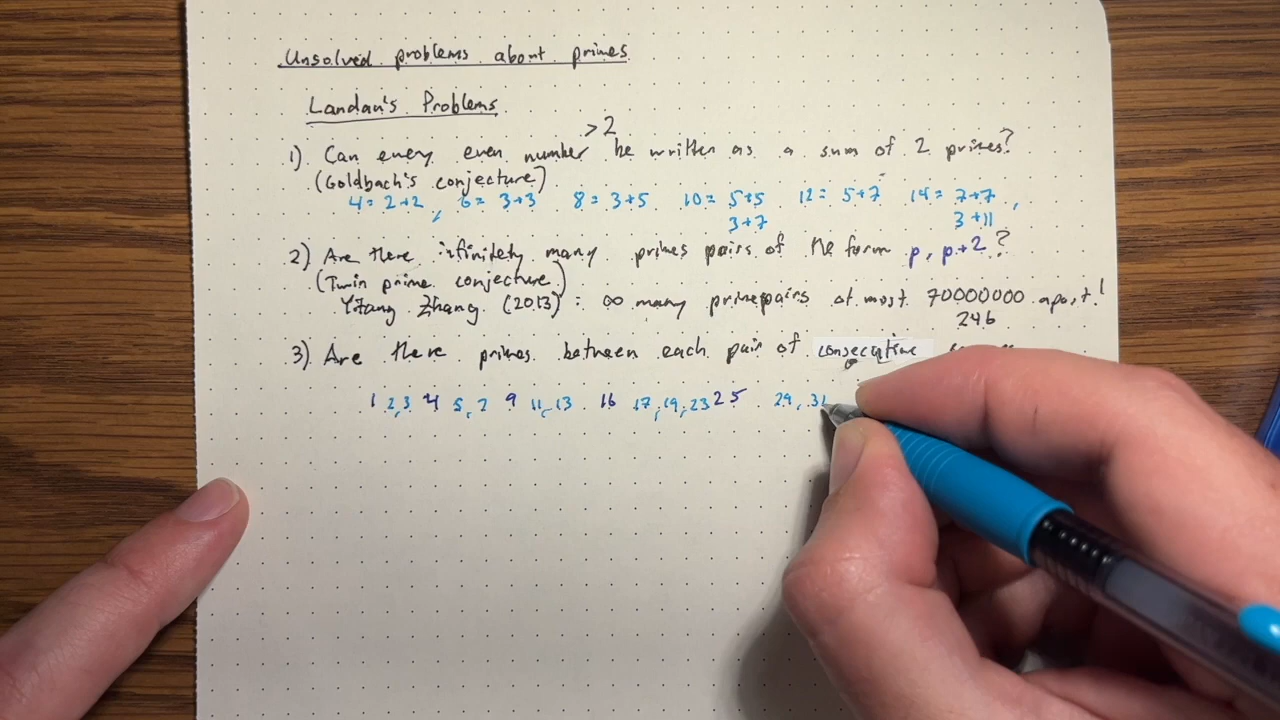 Unsolved problems about primes
Landau's Problems
>2
1) Can every even number be written as a sum of 2 primes?
(Goldbach's conjecture)
4=2+2, 6=3+3 8=3+5 10=5+5 12=5+7 14=7+7,
3+7 3+11
2) Are there infinitely many primes pairs of the form p, p+2?
(Twin prime conjecture)
Yitang Zhang (2013): ∞ many prime pairs at most 70000000 apart!
246
3) Are there primes between each pair of consecutive
1 2,3 4 5,7 9 11,13 16 17,19,23 25 29,31